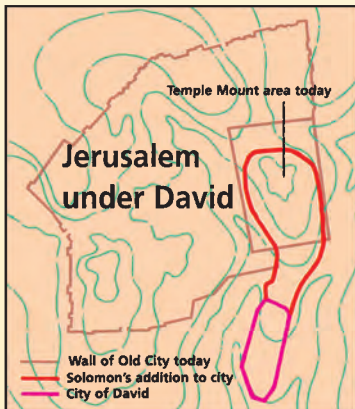 Temple Mount area today
Jerusalem
under David
Wall of Old City today
Solomon's addition to city
City of David